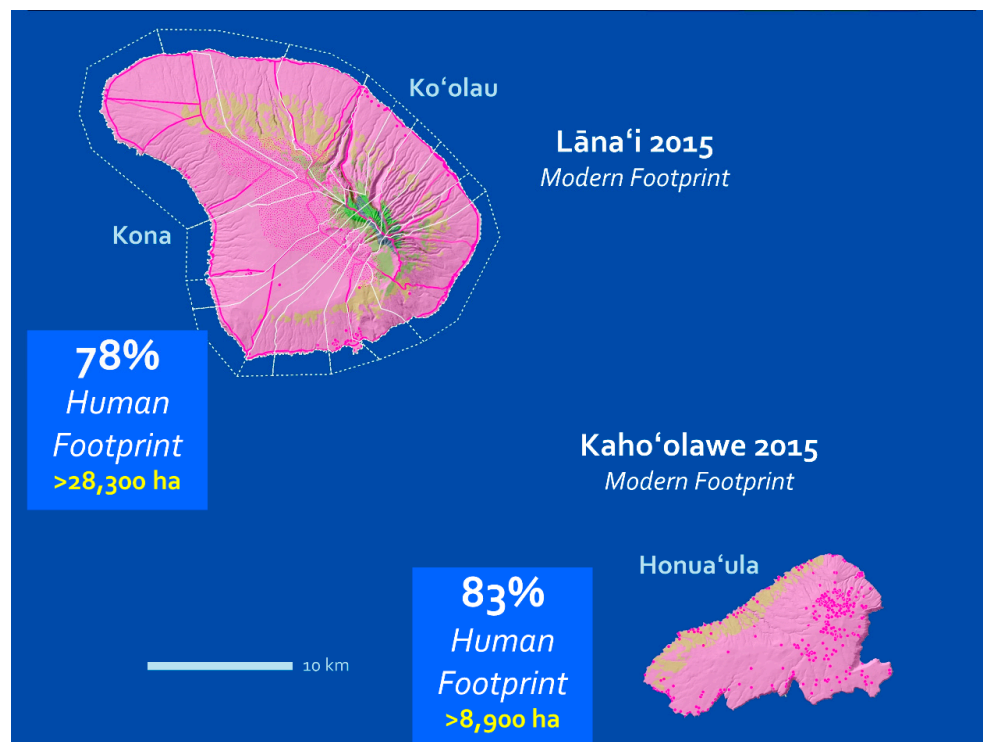 Koʻolau
Lānaʻi 2015
Modern Footprint
Kona
78%
Human
Footprint
>28,300 ha
Kahoʻolawe 2015
Modern Footprint
Honuaʻula
83%
Human
Footprint
>8,900 ha
10 km